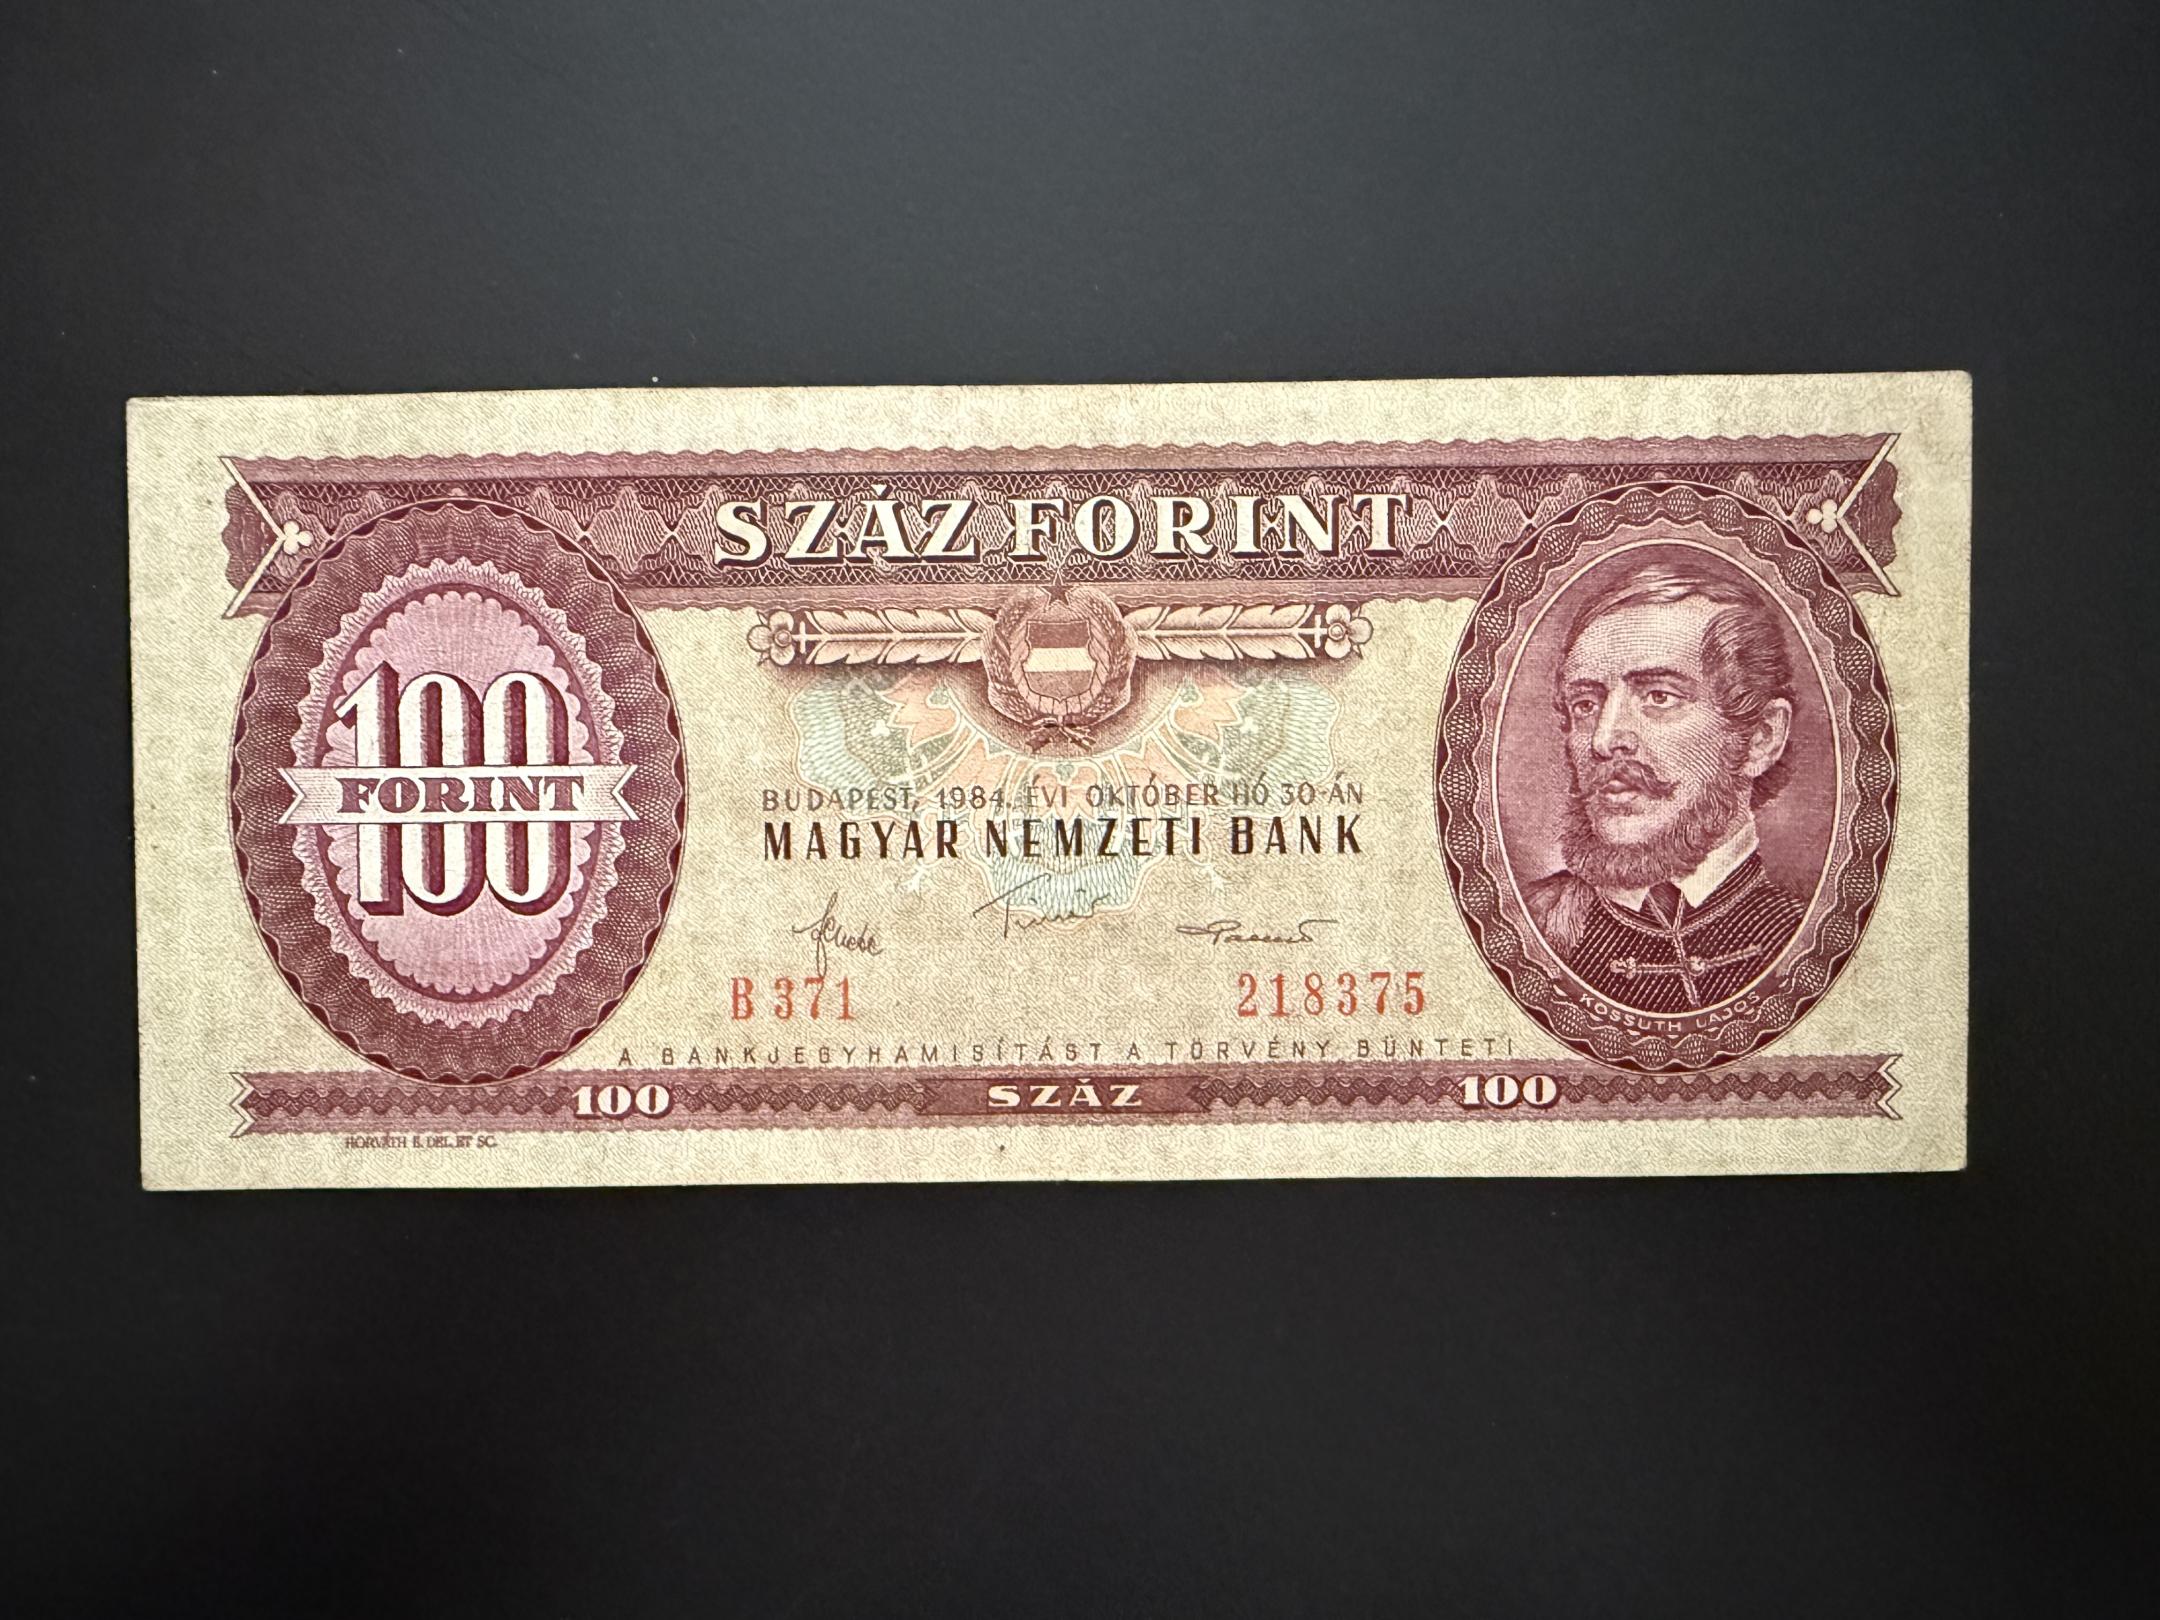 SZÁZ FORINT
100
FORINT
BUDAPEST, 1984. ÉVI OKTÓBER HÓ 30-ÁN
MAGYAR NEMZETI BANK
B 371 218375
KOSSUTH LAJOS
A BANKJEGYHAMISÍTÁST A TÖRVÉNY BÜNTETI
100 SZÁZ 100
HORVÁTH E. DEL. ET SC.